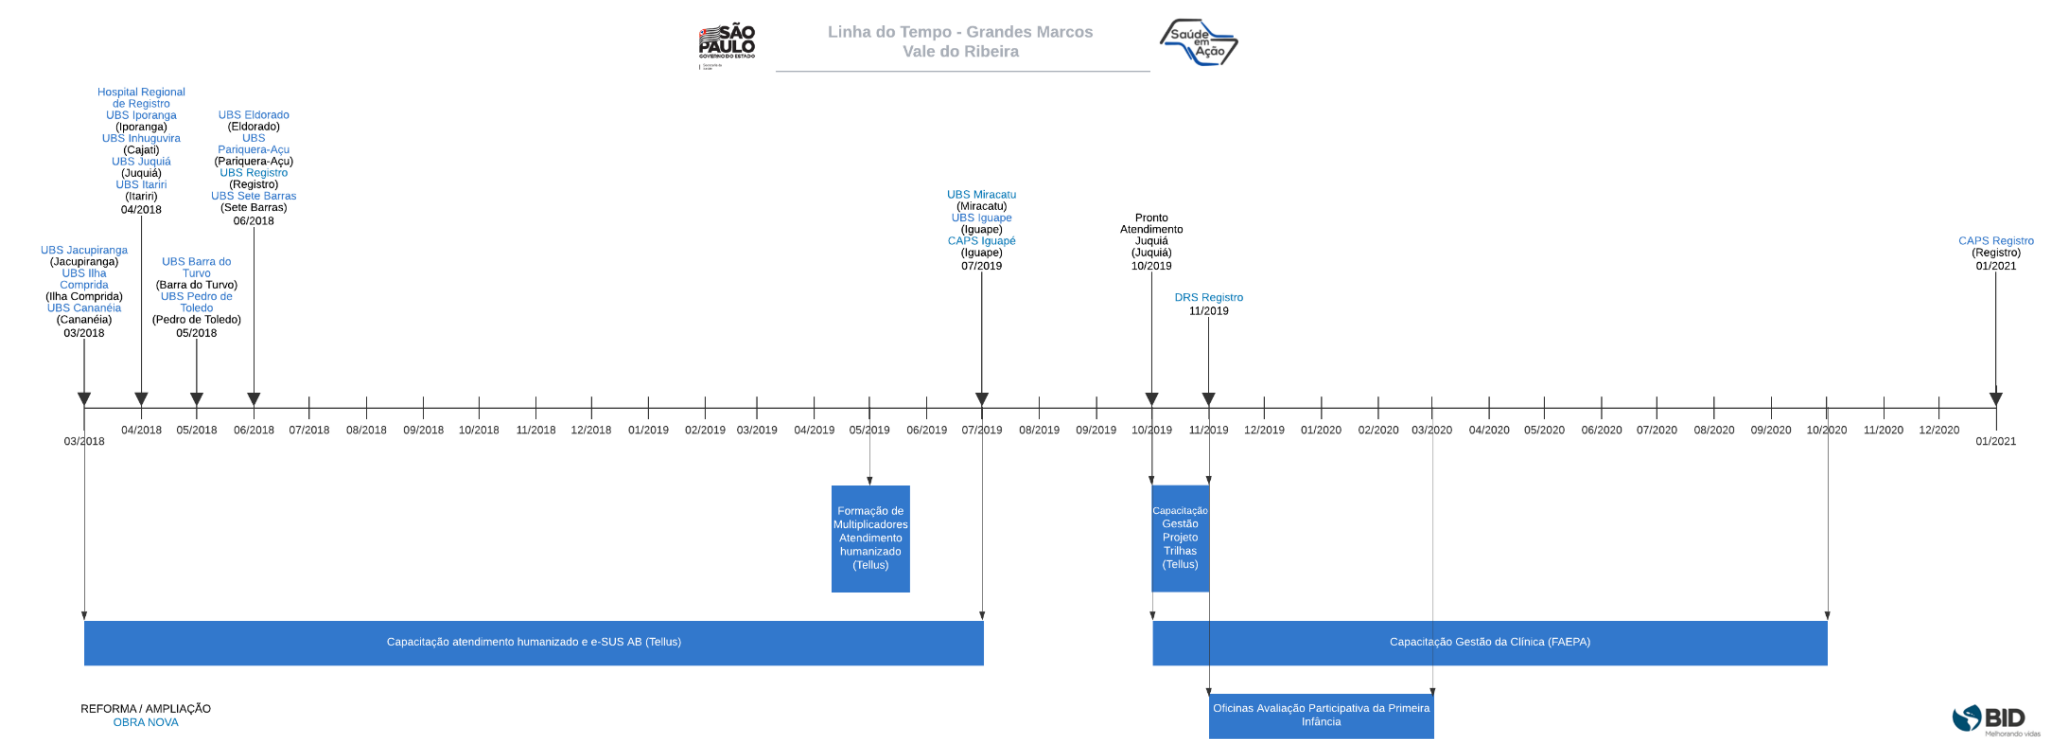 SÃO
PAULO
GOVERNO DO ESTADO
Linha do Tempo - Grandes Marcos
Vale do Ribeira
Saúde
em
Ação
Hospital Regional
de Registro
UBS Iporanga
(Iporanga)
UBS Inhuguvira
(Cajati)
UBS Juquiá
(Juquiá)
UBS Itariri
(Itariri)
04/2018
UBS Eldorado
(Eldorado)
UBS
Pariquera-Açu
(Pariquera-Açu)
UBS Registro
(Registro)
UBS Sete Barras
(Sete Barras)
06/2018
UBS Jacupiranga
(Jacupiranga)
UBS Ilha
Comprida
(Ilha Comprida)
UBS Cananéia
(Cananéia)
03/2018
UBS Barra do
Turvo
(Barra do Turvo)
UBS Pedro de
Toledo
(Pedro de Toledo)
05/2018
UBS Miracatu
(Miracatu)
UBS Iguape
(Iguape)
CAPS Iguapé
(Iguape)
07/2019
Pronto
Atendimento
Juquiá
(Juquiá)
10/2019
DRS Registro
11/2019
CAPS Registro
(Registro)
01/2021
03/2018 04/2018 05/2018 06/2018 07/2018 08/2018 09/2018 10/2018 11/2018 12/2018 01/2019 02/2019 03/2019 04/2019 05/2019 06/2019 07/2019 08/2019 09/2019 10/2019 11/2019 12/2019 01/2020 02/2020 03/2020 04/2020 05/2020 06/2020 07/2020 08/2020 09/2020 10/2020 11/2020 12/2020 01/2021
Formação de
Multiplicadores
Atendimento
humanizado
(Tellus)
Capacitação
Gestão
Projeto
Trilhas
(Tellus)
Capacitação atendimento humanizado e e-SUS AB (Tellus)
Capacitação Gestão da Clínica (FAEPA)
Oficinas Avaliação Participativa da Primeira
Infância
REFORMA / AMPLIAÇÃO
OBRA NOVA
BID
Melhorando vidas